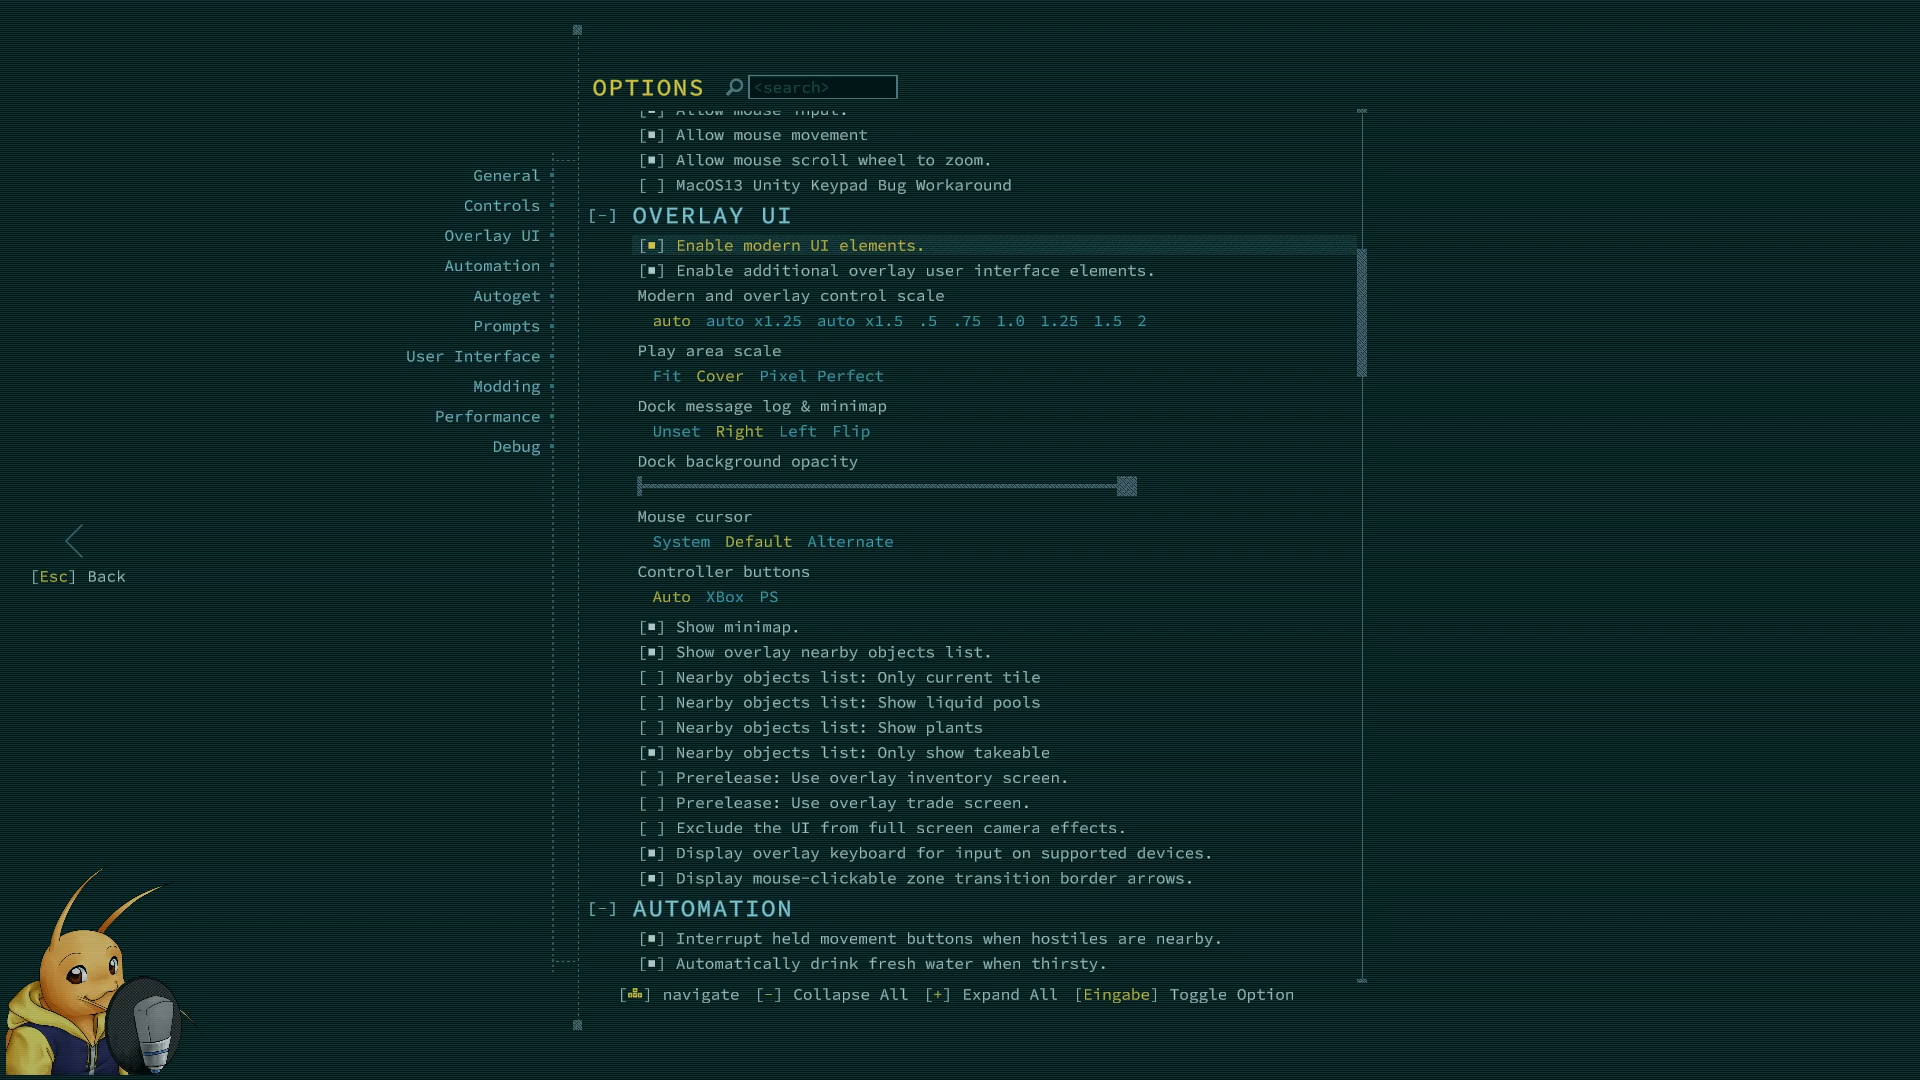 OPTIONS <search>
[■] Allow mouse input.
[■] Allow mouse movement
[■] Allow mouse scroll wheel to zoom.
[ ] MacOS13 Unity Keypad Bug Workaround
General
Controls
Overlay UI
Automation
Autoget
Prompts
User Interface
Modding
Performance
Debug
[Esc] Back
[-] OVERLAY UI
[■] Enable modern UI elements.
[■] Enable additional overlay user interface elements.
Modern and overlay control scale
auto auto x1.25 auto x1.5 .5 .75 1.0 1.25 1.5 2
Play area scale
Fit Cover Pixel Perfect
Dock message log & minimap
Unset Right Left Flip
Dock background opacity
Mouse cursor
System Default Alternate
Controller buttons
Auto XBox PS
[■] Show minimap.
[■] Show overlay nearby objects list.
[ ] Nearby objects list: Only current tile
[ ] Nearby objects list: Show liquid pools
[ ] Nearby objects list: Show plants
[■] Nearby objects list: Only show takeable
[ ] Prerelease: Use overlay inventory screen.
[ ] Prerelease: Use overlay trade screen.
[ ] Exclude the UI from full screen camera effects.
[■] Display overlay keyboard for input on supported devices.
[■] Display mouse-clickable zone transition border arrows.
[-] AUTOMATION
[■] Interrupt held movement buttons when hostiles are nearby.
[■] Automatically drink fresh water when thirsty.
navigate [-] Collapse All [+] Expand All [Eingabe] Toggle Option